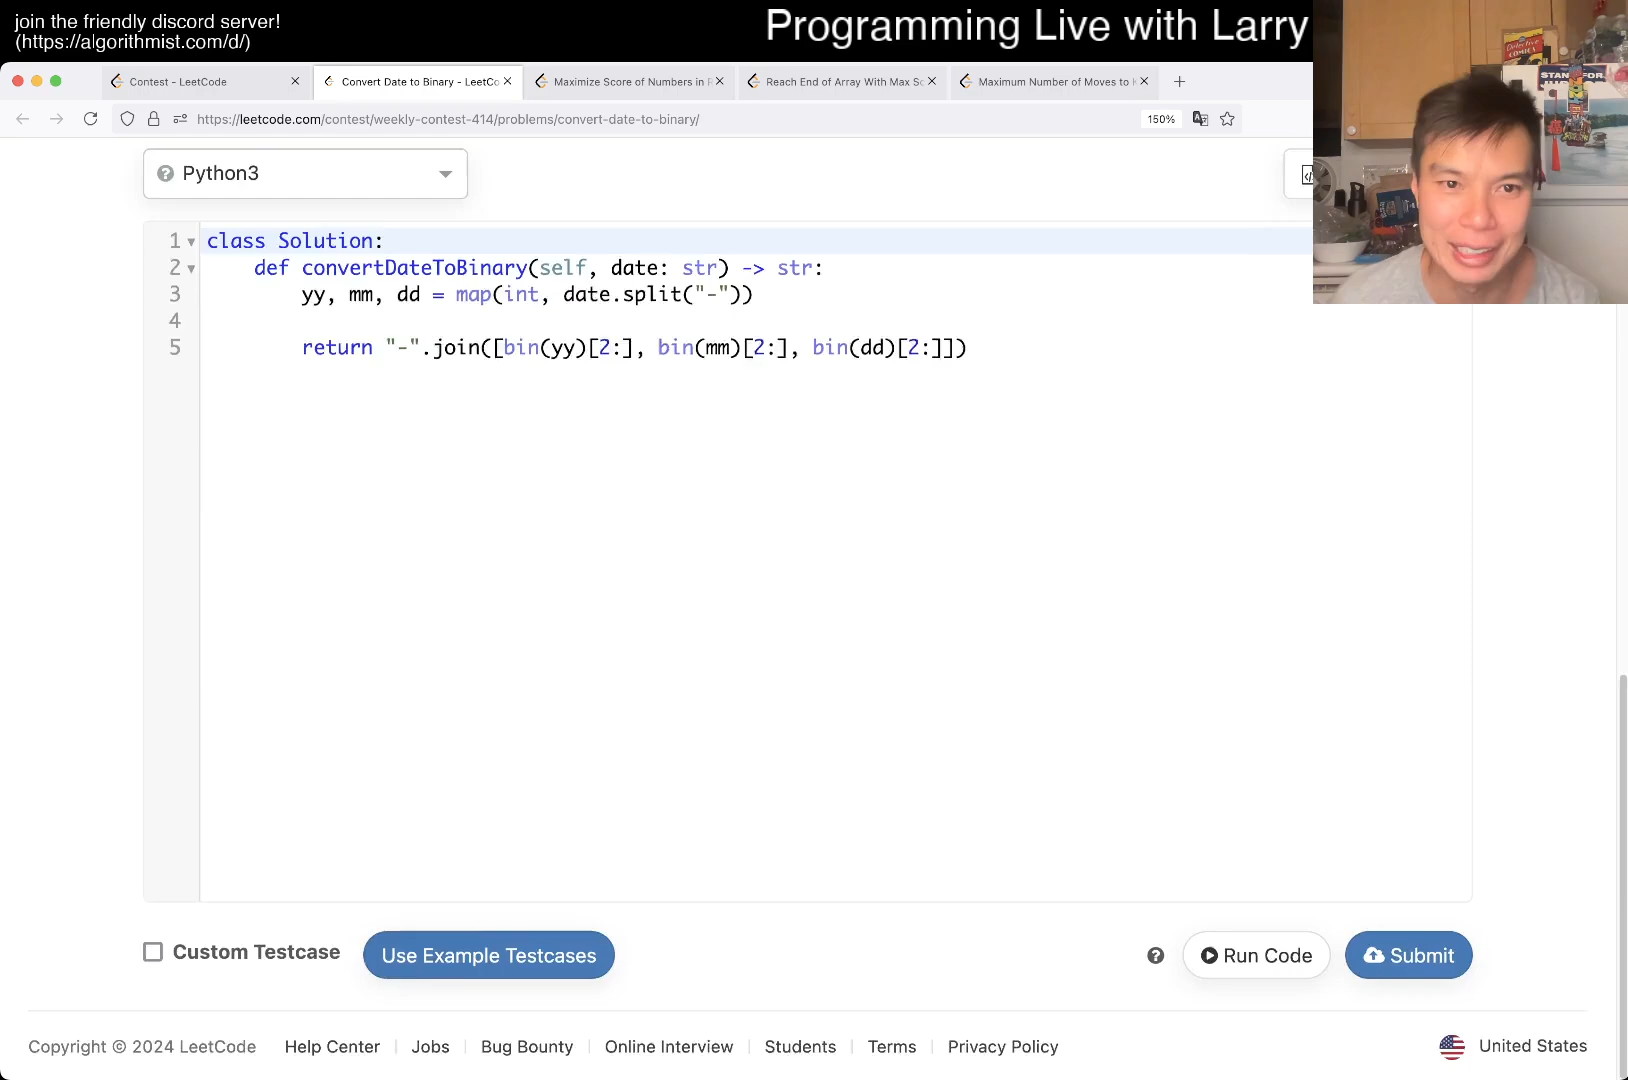 join the friendly discord server!
(https://algorithmist.com/d/)
Programming Live with Larry
Contest - LeetCode
Convert Date to Binary - LeetCo
Maximize Score of Numbers in R
Reach End of Array With Max Sc
Maximum Number of Moves to K
https://leetcode.com/contest/weekly-contest-414/problems/convert-date-to-binary/
150%
Python3
1 class Solution:
2 def convertDateToBinary(self, date: str) -> str:
3 yy, mm, dd = map(int, date.split("-"))
4
5 return "-".join([bin(yy)[2:], bin(mm)[2:], bin(dd)[2:]])
Custom Testcase
Use Example Testcases
Run Code
Submit
Copyright © 2024 LeetCode
Help Center
Jobs
Bug Bounty
Online Interview
Students
Terms
Privacy Policy
United States